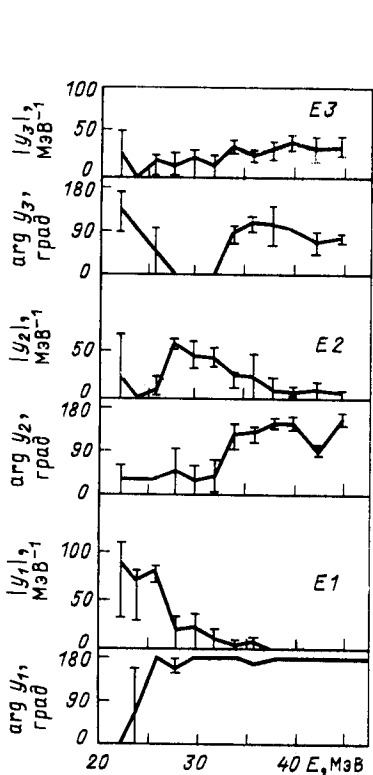 100
50
0
|y₃|,
МэВ⁻¹
E3
180
90
0
arg y₃,
град
50
0
|y₂|,
МэВ⁻¹
E2
180
90
0
arg y₂,
град
100
50
0
|y₁|,
МэВ⁻¹
E1
180
90
0
arg y₁,
град
20 30 40 E, МэВ